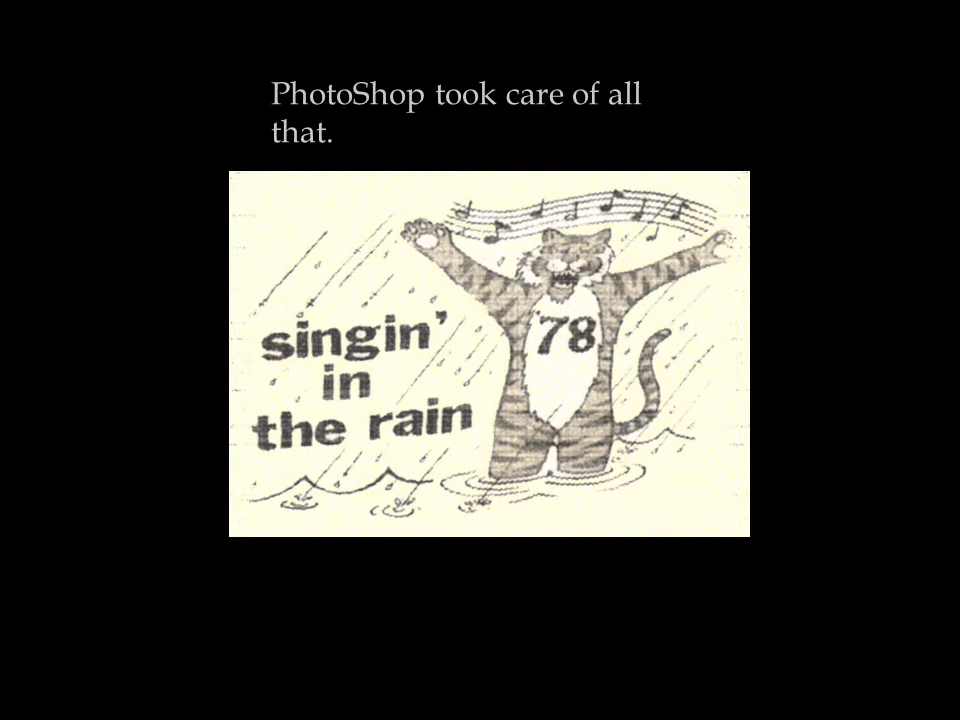 PhotoShop took care of all
that.
singin'
in
the rain
78